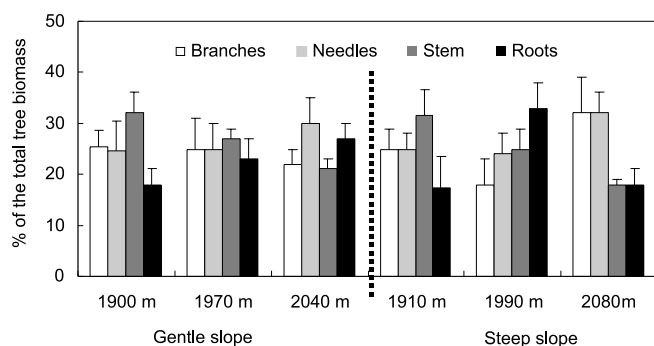 % of the total tree biomass
50
40
30
20
10
0
Branches Needles Stem Roots
1900 m 1970 m 2040 m 1910 m 1990 m 2080m
Gentle slope Steep slope